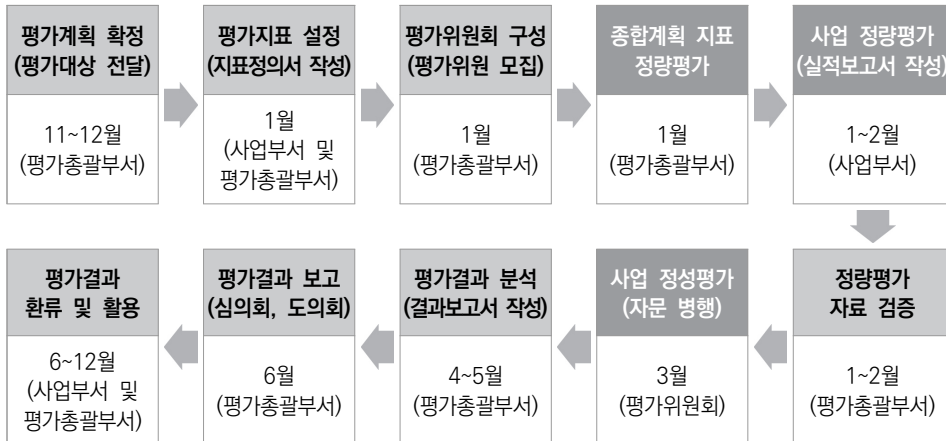 평가계획 확정
(평가대상 전달)
11~12월
(평가총괄부서)
평가지표 설정
(지표정의서 작성)
1월
(사업부서 및
평가총괄부서)
평가위원회 구성
(평가위원 모집)
1월
(평가총괄부서)
종합계획 지표
정량평가
1월
(평가총괄부서)
사업 정량평가
(실적보고서 작성)
1~2월
(사업부서)
정량평가
자료 검증
1~2월
(평가총괄부서)
사업 정성평가
(자문 병행)
3월
(평가위원회)
평가결과 분석
(결과보고서 작성)
4~5월
(평가총괄부서)
평가결과 보고
(심의회, 도의회)
6월
(평가총괄부서)
평가결과
환류 및 활용
6~12월
(사업부서 및
평가총괄부서)